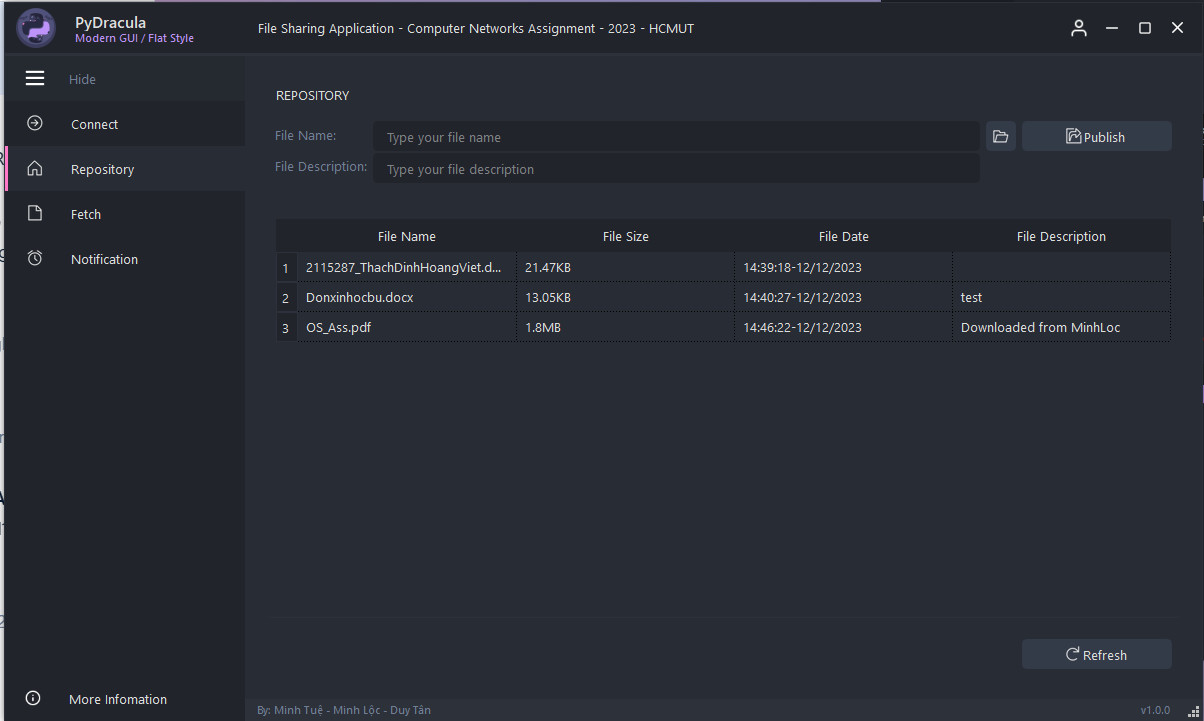 PyDracula
Modern GUI / Flat Style
File Sharing Application - Computer Networks Assignment - 2023 - HCMUT
Hide
Connect
Repository
Fetch
Notification
More Infomation
REPOSITORY
File Name: Type your file name
Publish
File Description: Type your file description
File Name File Size File Date File Description
1 2115287_ThachDinhHoangViet.d... 21.47KB 14:39:18-12/12/2023
2 Donxinhocbu.docx 13.05KB 14:40:27-12/12/2023 test
3 OS_Ass.pdf 1.8MB 14:46:22-12/12/2023 Downloaded from MinhLoc
Refresh
By: Minh Tuệ - Minh Lộc - Duy Tân
v1.0.0